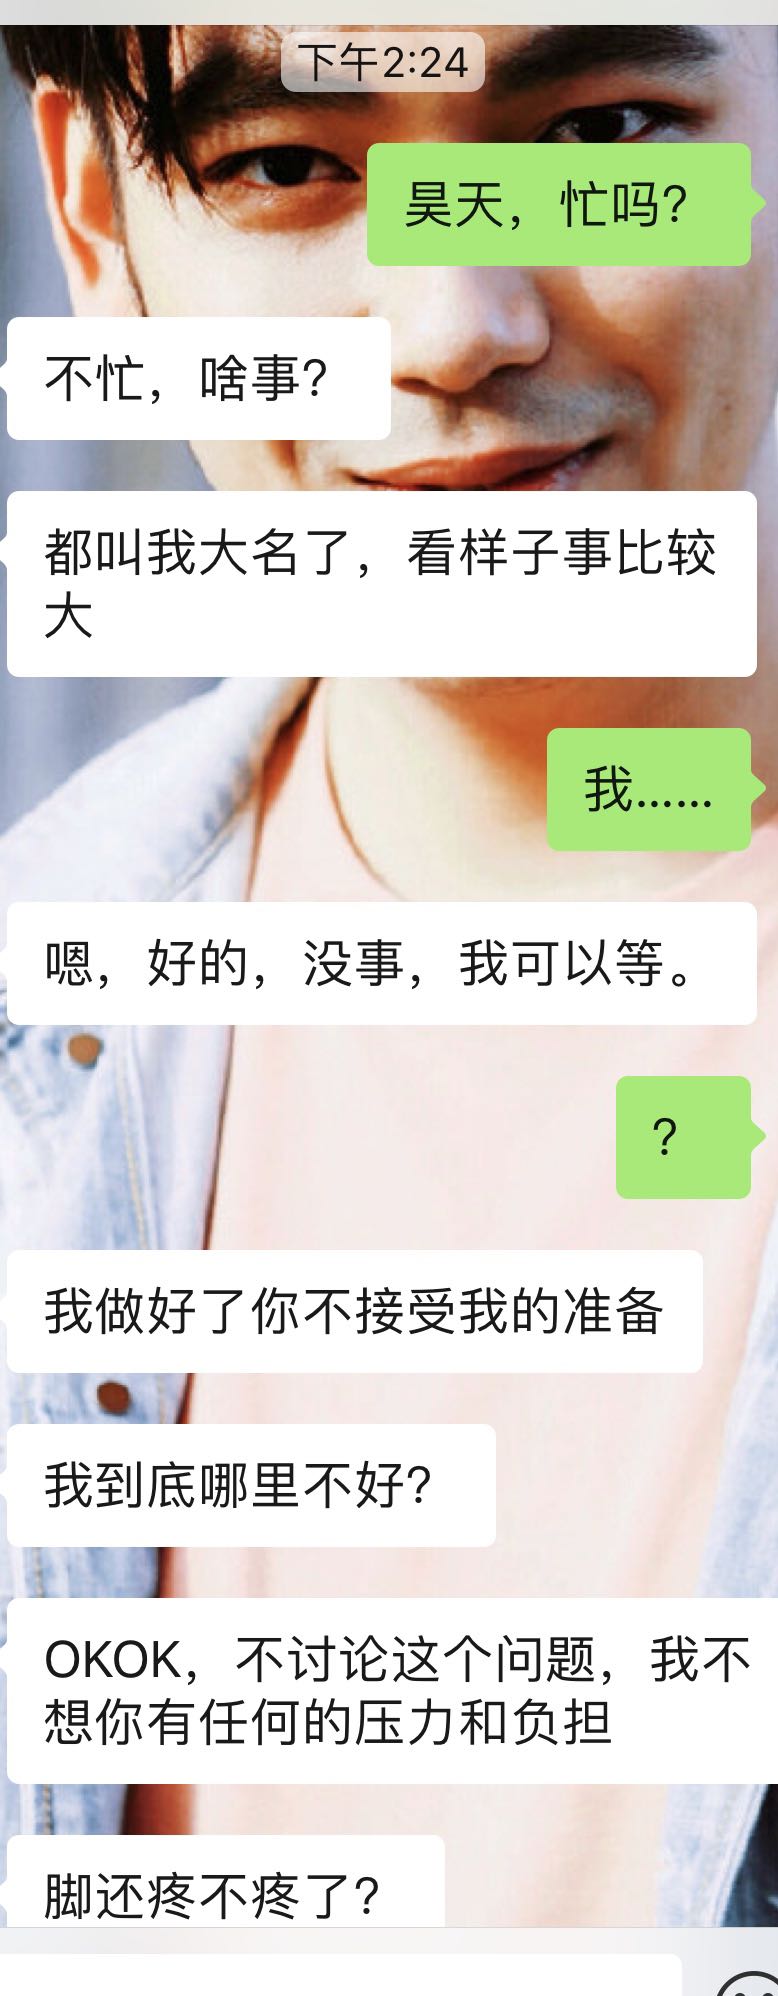 下午2:24
昊天，忙吗？
不忙，啥事？
都叫我大名了，看样子事比较
大
我……
嗯，好的，没事，我可以等。
？
我做好了你不接受我的准备
我到底哪里不好？
OKOK，不讨论这个问题，我不
想你有任何的压力和负担
脚还疼不疼了？